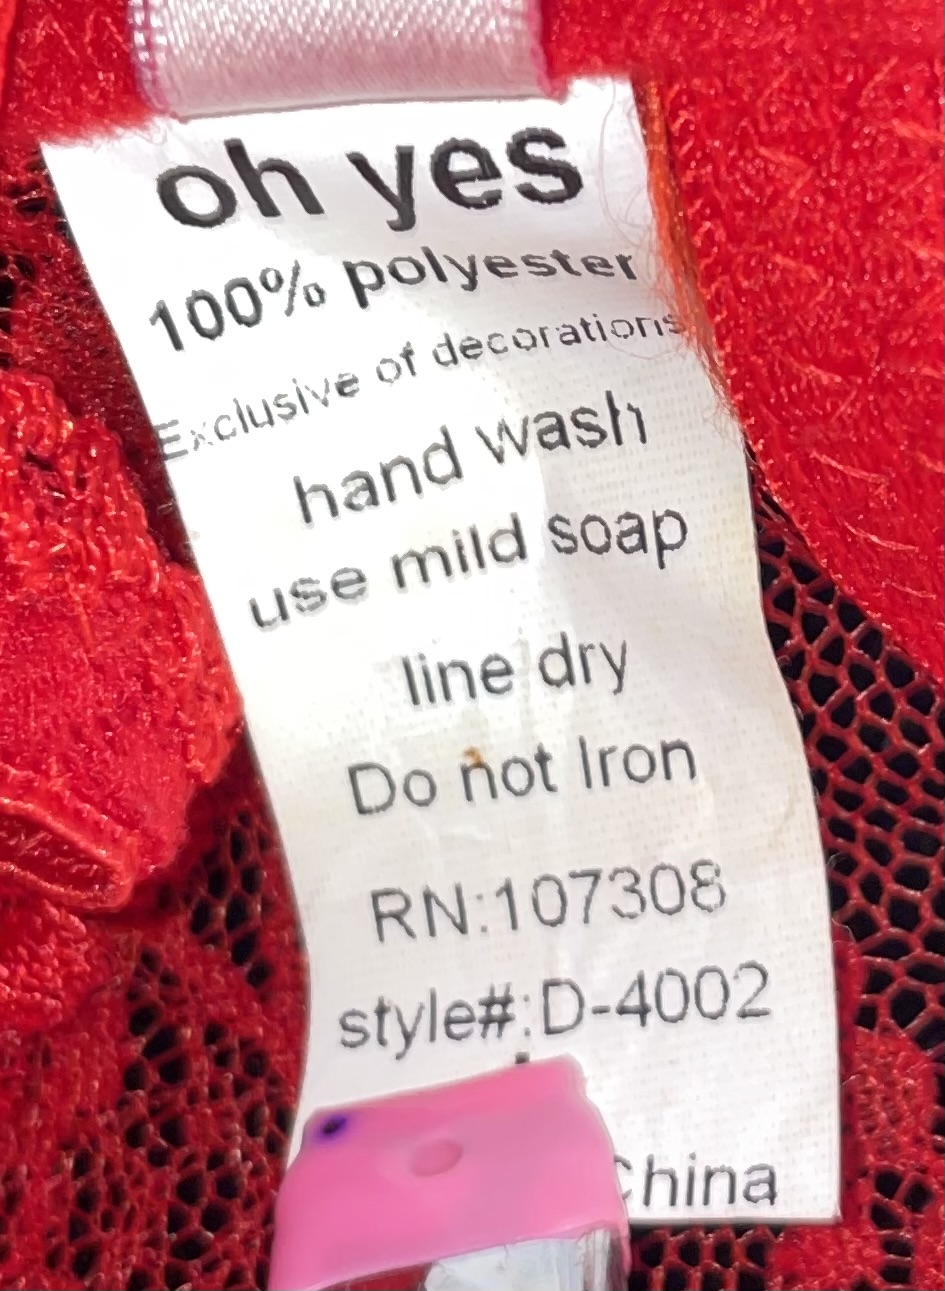 oh yes
100% polyester
Exclusive of decorations
hand wash
use mild soap
line dry
Do not Iron
RN:107308
style#:D-4002
China